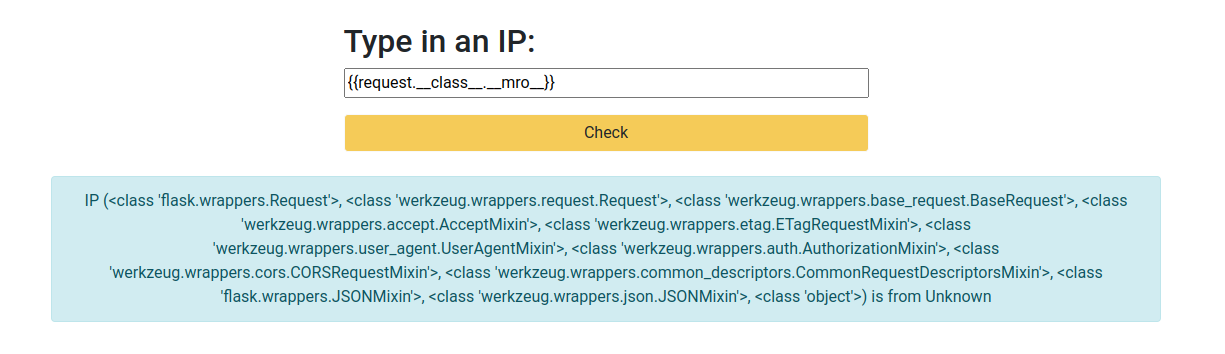 Type in an IP:
{{request.__class__.__mro__}}
Check
IP (<class 'flask.wrappers.Request'>, <class 'werkzeug.wrappers.request.Request'>, <class 'werkzeug.wrappers.base_request.BaseRequest'>, <class
'werkzeug.wrappers.accept.AcceptMixin'>, <class 'werkzeug.wrappers.etag.ETagRequestMixin'>, <class
'werkzeug.wrappers.user_agent.UserAgentMixin'>, <class 'werkzeug.wrappers.auth.AuthorizationMixin'>, <class
'werkzeug.wrappers.cors.CORSRequestMixin'>, <class 'werkzeug.wrappers.common_descriptors.CommonRequestDescriptorsMixin'>, <class
'flask.wrappers.JSONMixin'>, <class 'werkzeug.wrappers.json.JSONMixin'>, <class 'object'>) is from Unknown